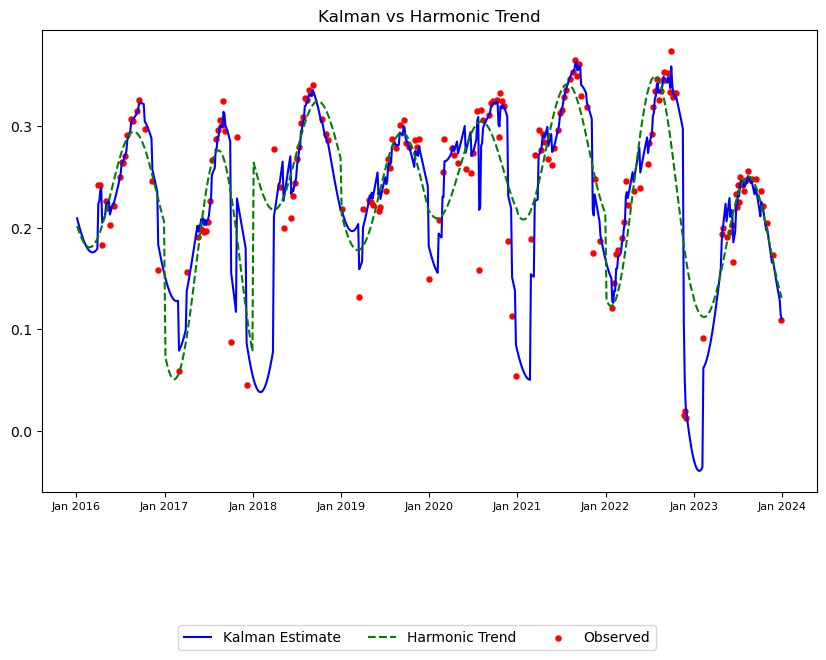 Kalman vs Harmonic Trend
0.3
0.2
0.1
0.0
Jan 2016 Jan 2017 Jan 2018 Jan 2019 Jan 2020 Jan 2021 Jan 2022 Jan 2023 Jan 2024
Kalman Estimate Harmonic Trend Observed